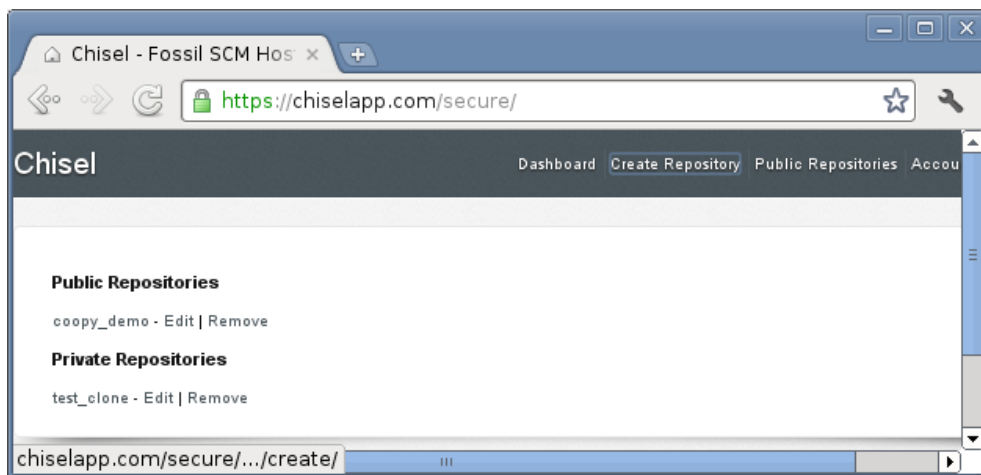 Chisel - Fossil SCM Hos
https://chiselapp.com/secure/
Chisel
Dashboard Create Repository Public Repositories Accou
Public Repositories
coopy_demo - Edit | Remove
Private Repositories
test_clone - Edit | Remove
chiselapp.com/secure/.../create/